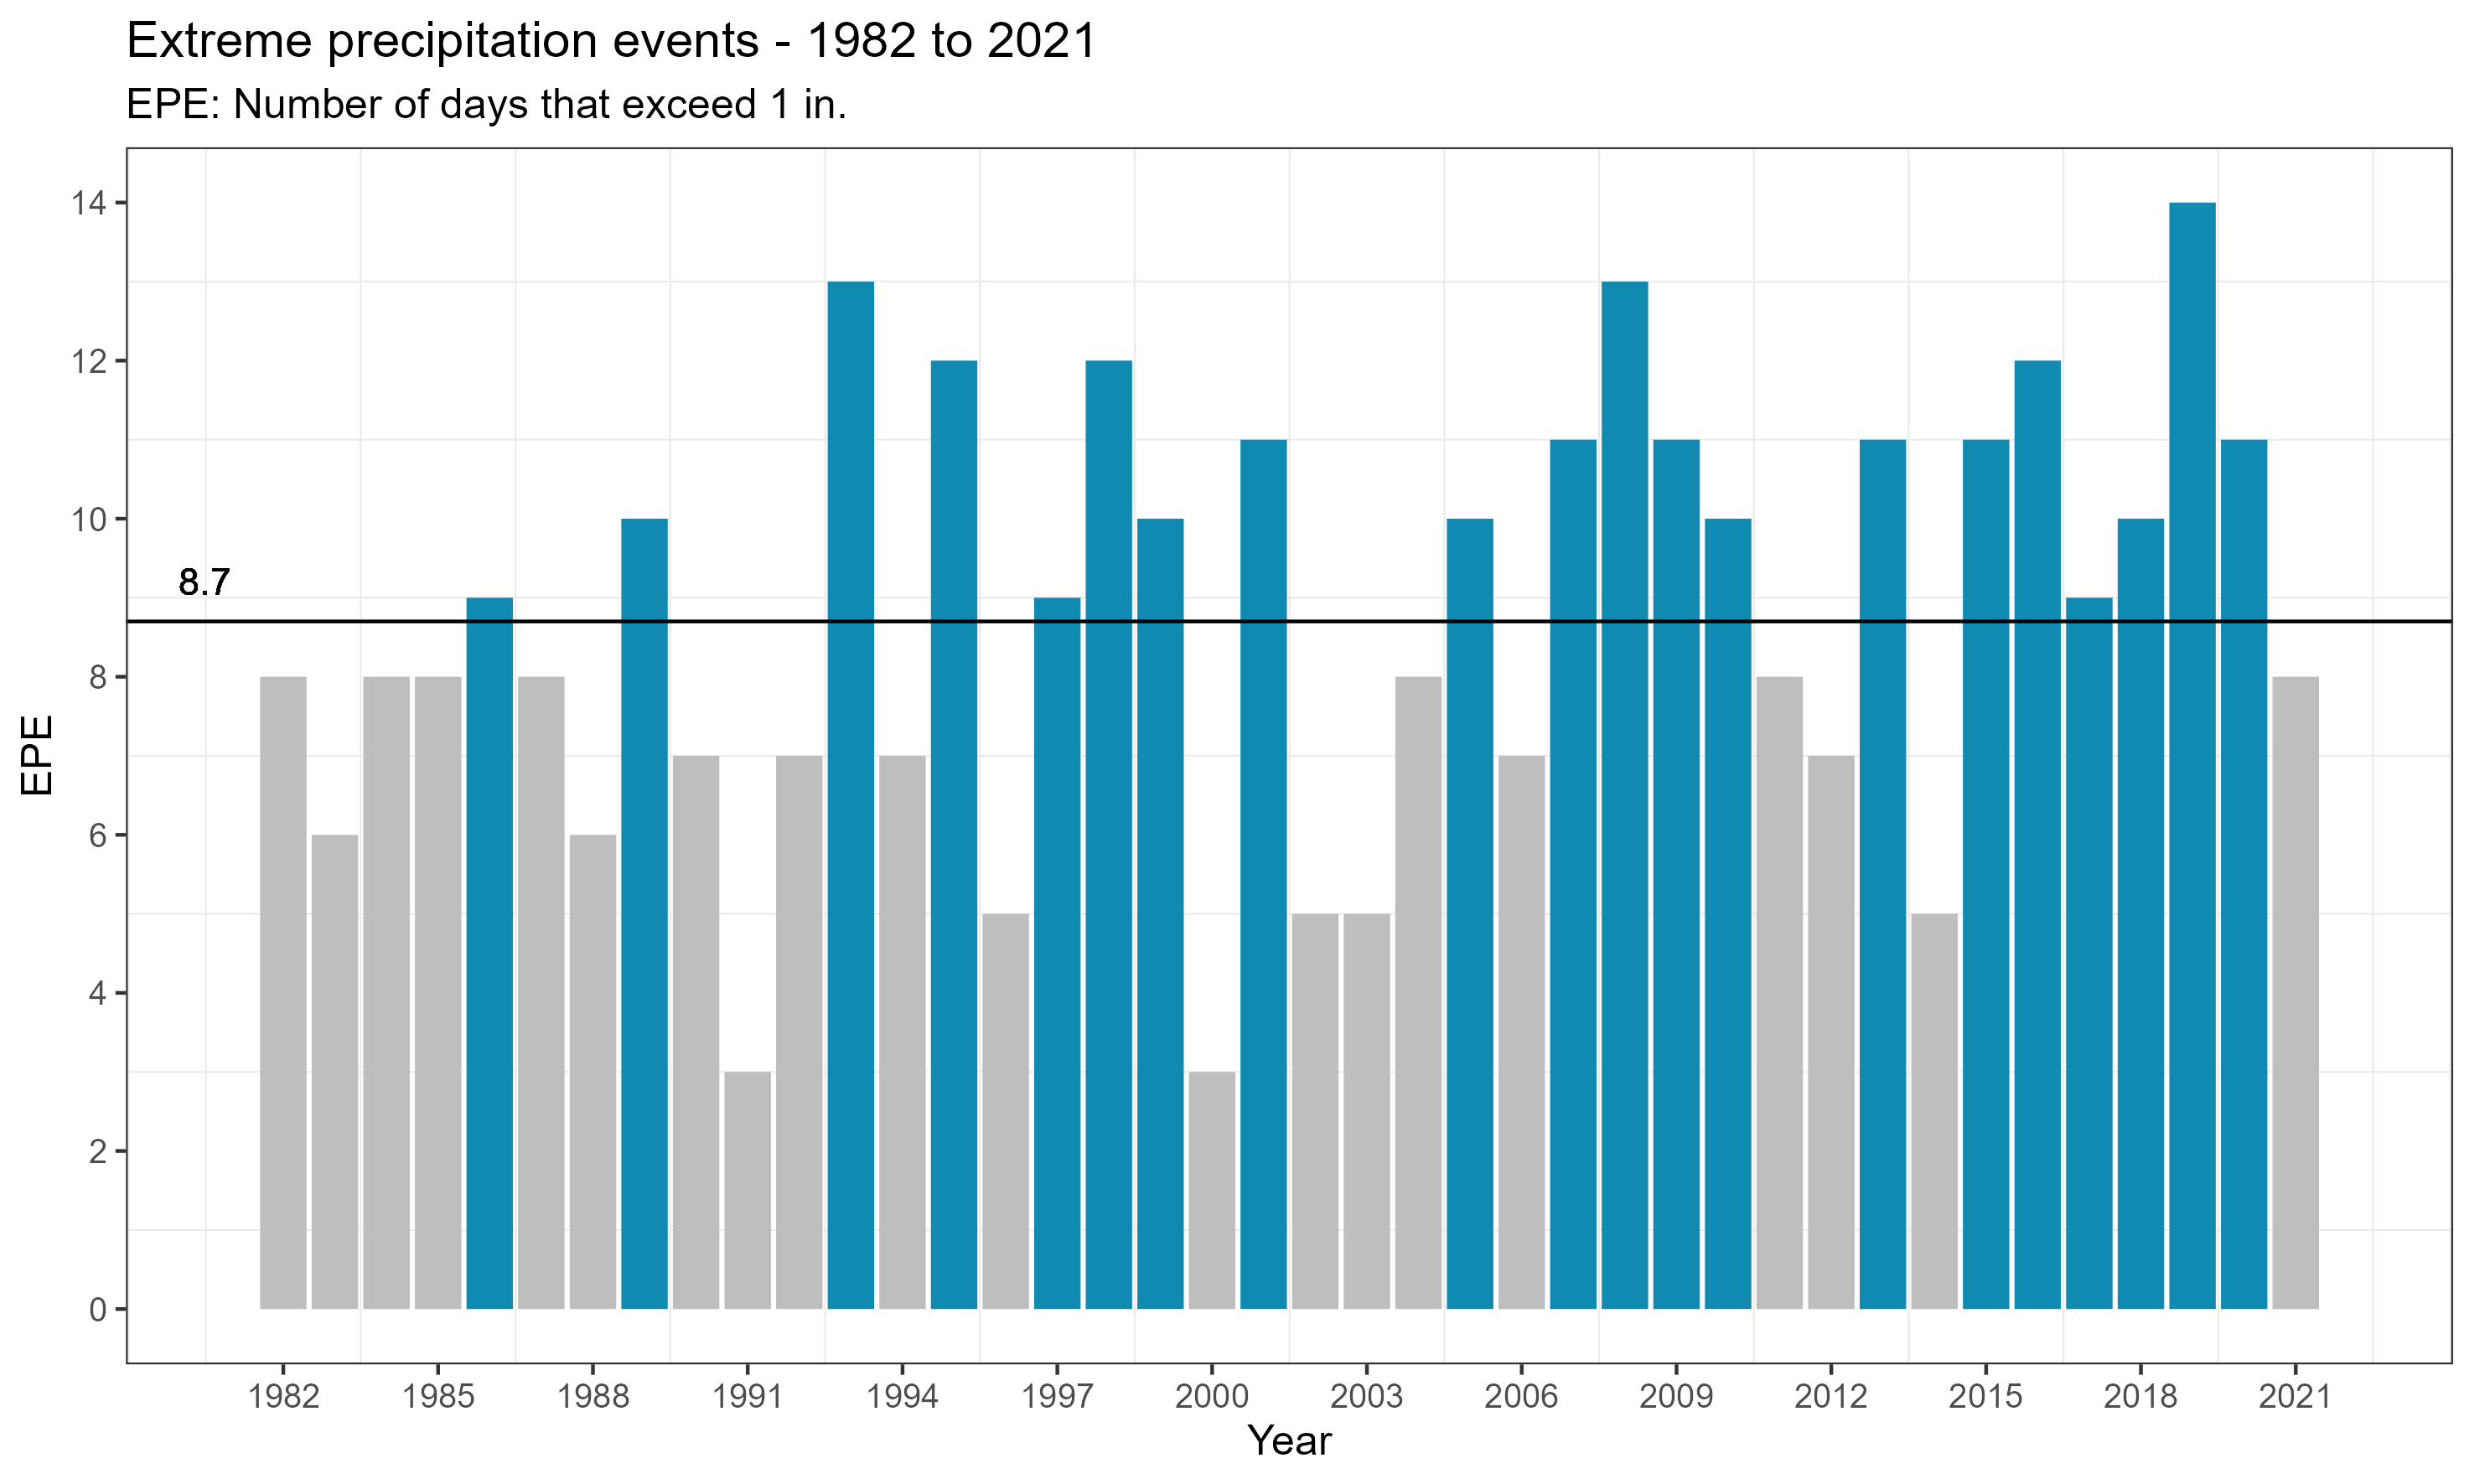 Extreme precipitation events - 1982 to 2021
EPE: Number of days that exceed 1 in.
14
12
10
8.7
8
6
4
2
0
EPE
1982 1985 1988 1991 1994 1997 2000 2003 2006 2009 2012 2015 2018 2021
Year